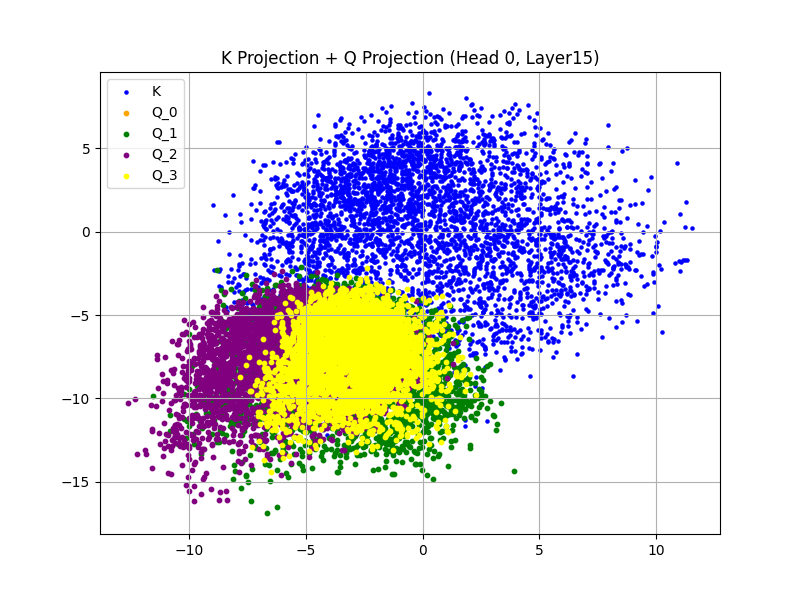 K Projection + Q Projection (Head 0, Layer15)
K
Q_0
Q_1
Q_2
Q_3
5
0
−5
−10
−15
−10
−5
0
5
10